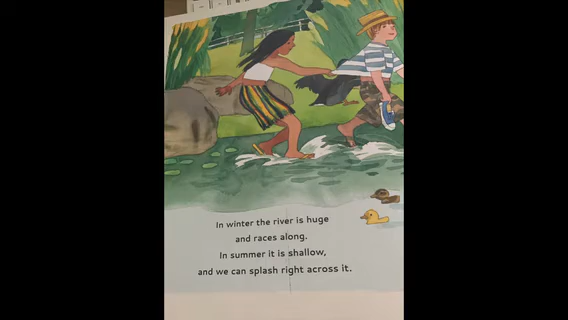 In winter the river is huge
and races along.
In summer it is shallow,
and we can splash right across it.